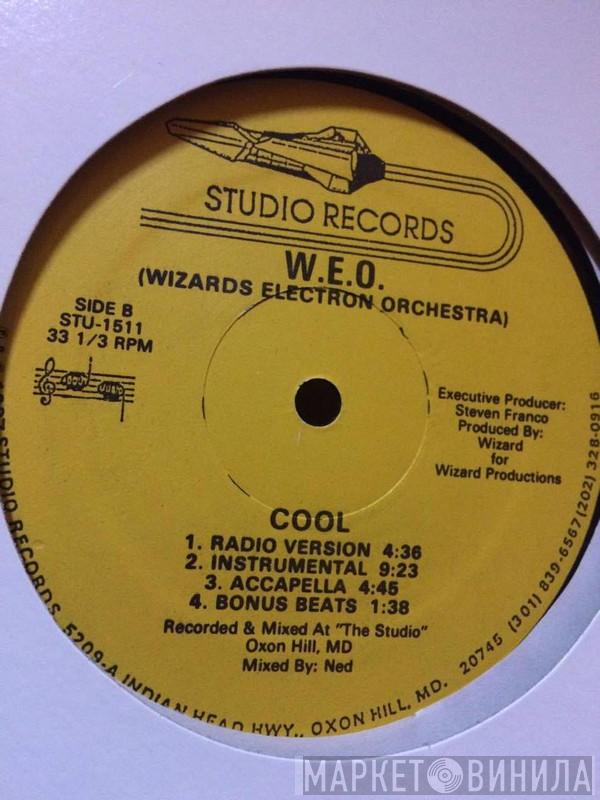 STUDIO RECORDS
W.E.O.
(WIZARDS ELECTRON ORCHESTRA)
SIDE B
STU-1511
33 1/3 RPM
Executive Producer:
Steven Franco
Produced By:
Wizard
for
Wizard Productions
COOL
1. RADIO VERSION 4:36
2. INSTRUMENTAL 9:23
3. ACCAPELLA 4:45
4. BONUS BEATS 1:38
Recorded & Mixed At "The Studio"
Oxon Hill, MD
Mixed By: Ned
STUDIO RECORDS, 5209-A INDIAN HEAD HWY., OXON HILL, MD. 20745 (301) 839-6567 (202) 328-0916
МАРКЕТ ВИНИЛА